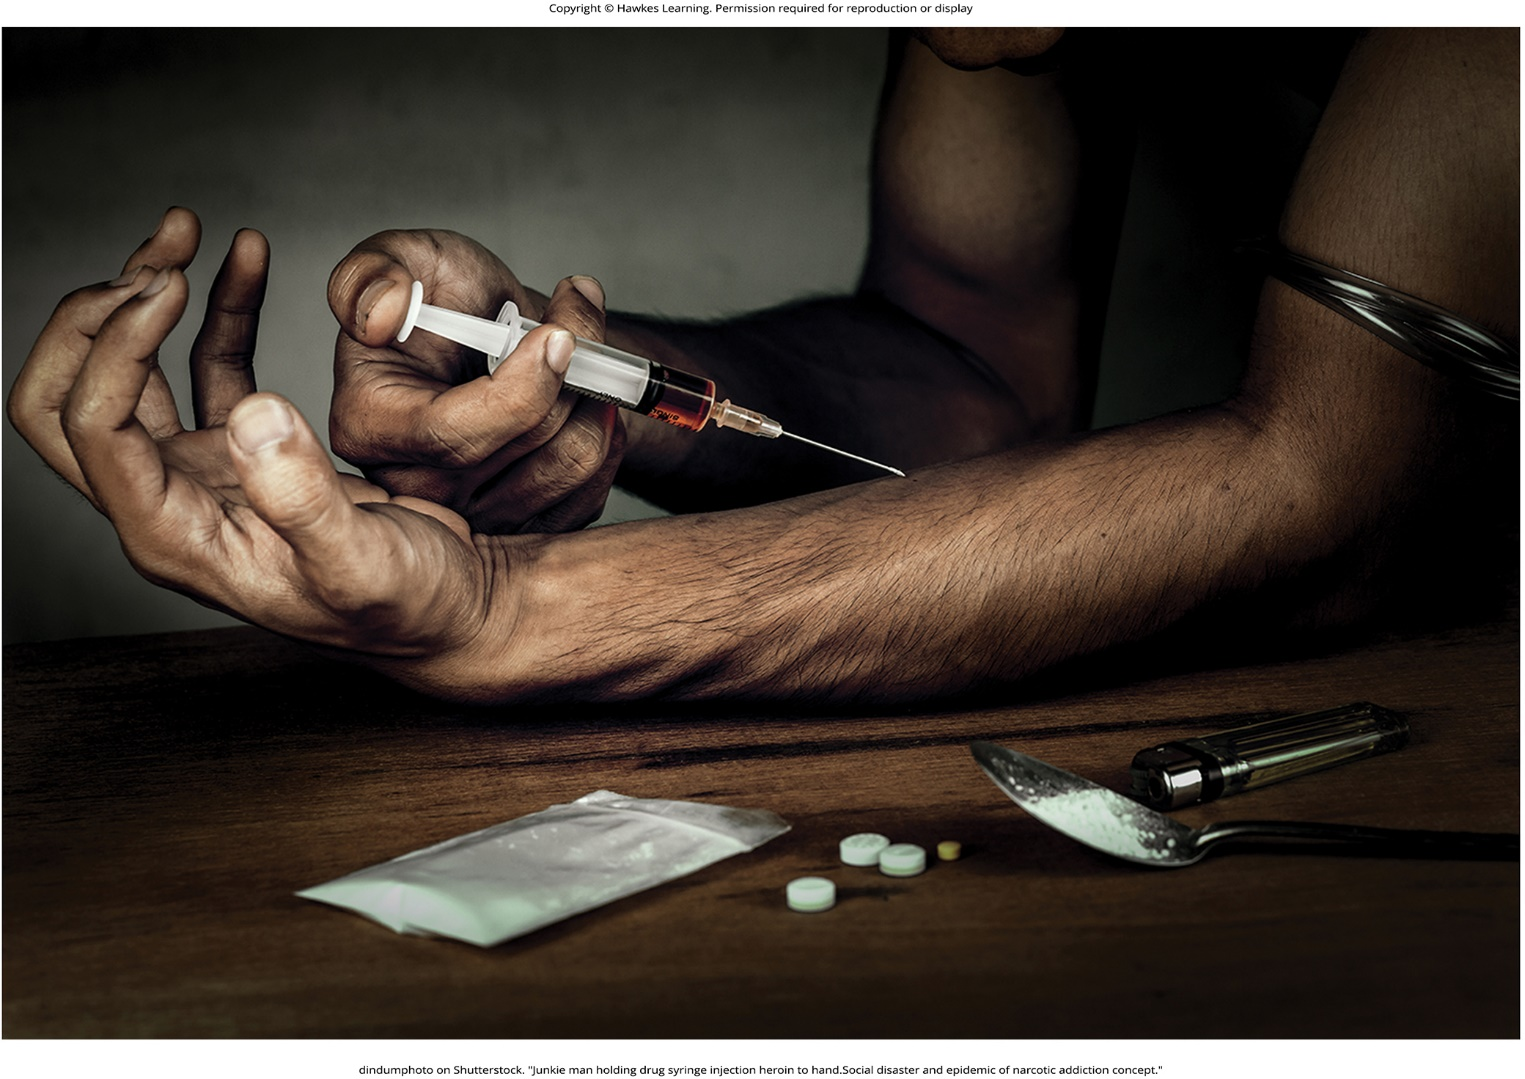 Copyright © Hawkes Learning. Permission required for reproduction or display
dindumphoto on Shutterstock. "Junkie man holding drug syringe injection heroin to hand.Social disaster and epidemic of narcotic addiction concept."